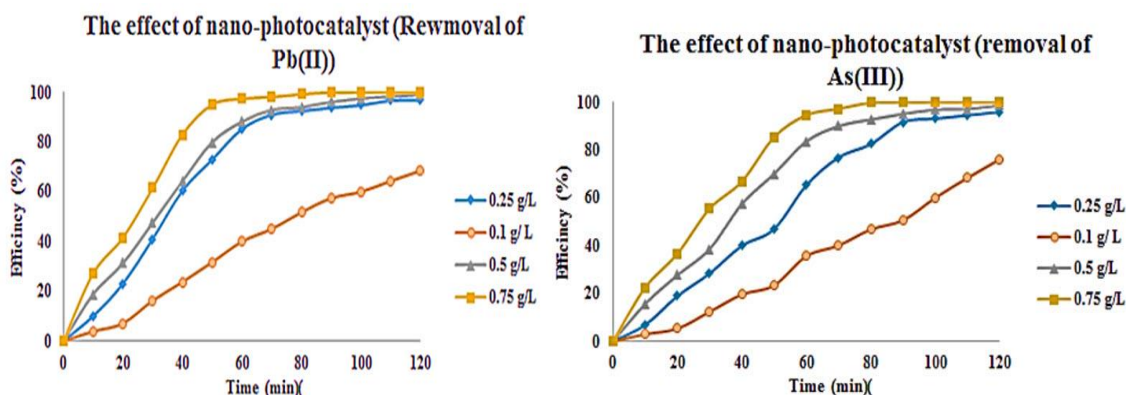 The effect of nano-photocatalyst (Rewmoval of
Pb(II))
100
80
60
40
20
0
Efficiency (%)
0 20 40 60 80 100 120
Time (min)(
0.25 g/L
0.1 g/ L
0.5 g/L
0.75 g/L
The effect of nano-photocatalyst (removal of
As(III))
100
80
60
40
20
0
Efficincy (%)
0 20 40 60 80 100 120
Time (min)(
0.25 g/L
0.1 g/ L
0.5 g/L
0.75 g/L